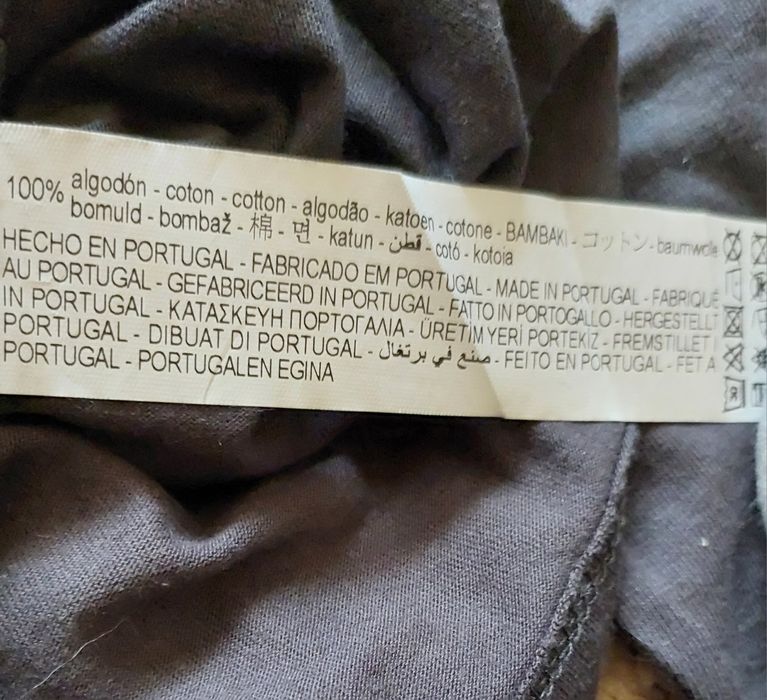 100% algodón - coton - cotton - algodão - katoen - cotone - BAMBAKI - コットン - baumwolle
bomuld - bombaž - 棉 - 면 - katun - قطن - cotó - kotoia
HECHO EN PORTUGAL - FABRICADO EM PORTUGAL - MADE IN PORTUGAL - FABRIQUÉ
AU PORTUGAL - GEFABRICEERD IN PORTUGAL - FATTO IN PORTOGALLO - HERGESTELLT
IN PORTUGAL - ΚΑΤΑΣΚΕΥΗ ΠΟΡΤΟΓΑΛΙΑ - ÜRETIM YERİ PORTEKİZ - FREMSTILLET I
PORTUGAL - DIBUAT DI PORTUGAL - صنع في برتغال - FEITO EN PORTUGAL - FET A
PORTUGAL - PORTUGALEN EGINA